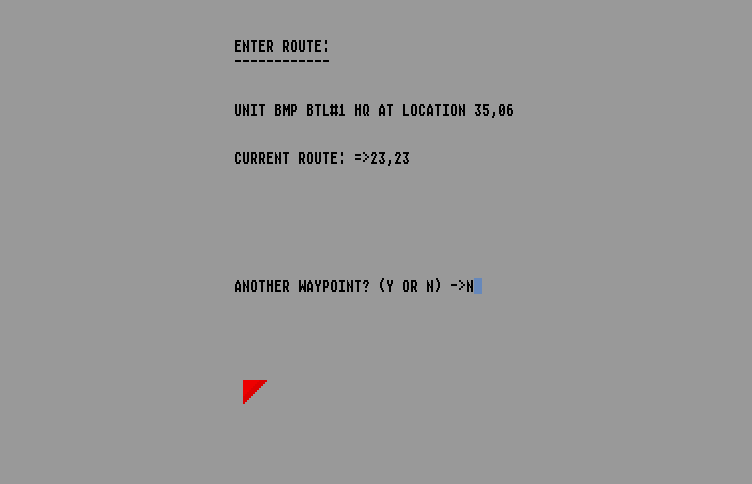 ENTER ROUTE:
------------
UNIT BMP BTL#1 HQ AT LOCATION 35,06
CURRENT ROUTE: =>23,23
ANOTHER WAYPOINT? (Y OR N) ->N